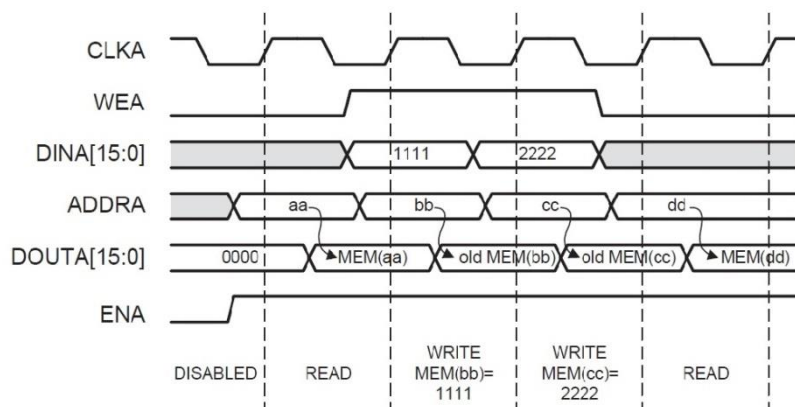 CLKA
WEA
DINA[15:0] 1111 2222
ADDRA aa bb cc dd
DOUTA[15:0] 0000 MEM(aa) old MEM(bb) old MEM(cc) MEM(dd)
ENA
DISABLED READ WRITE MEM(bb)= 1111 WRITE MEM(cc)= 2222 READ